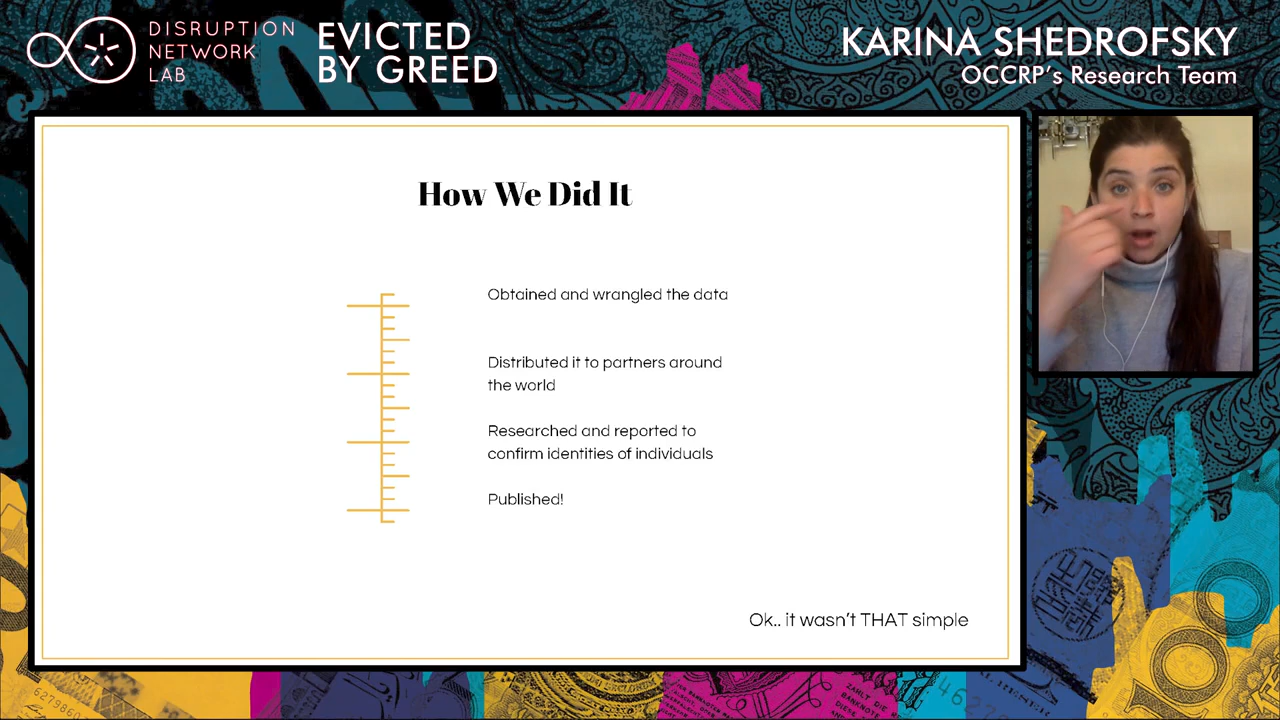 DISRUPTION
NETWORK
LAB
EVICTED
BY GREED
KARINA SHEDROFSKY
OCCRP's Research Team
How We Did It
Obtained and wrangled the data
Distributed it to partners around
the world
Researched and reported to
confirm identities of individuals
Published!
Ok.. it wasn't THAT simple